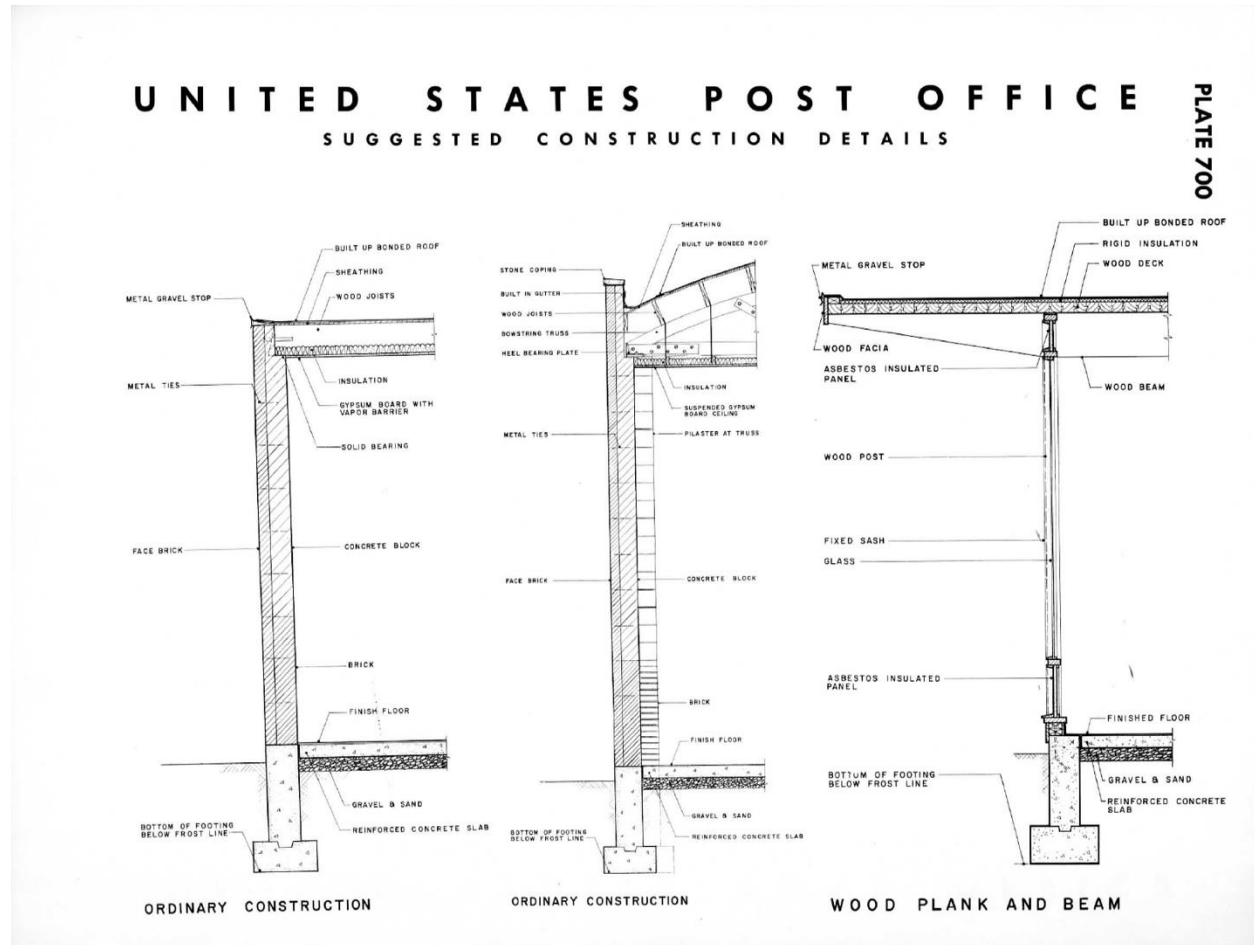 UNITED STATES POST OFFICE
SUGGESTED CONSTRUCTION DETAILS
PLATE 700
BUILT UP BONDED ROOF
SHEATHING
WOOD JOISTS
METAL GRAVEL STOP
METAL TIES
INSULATION
GYPSUM BOARD WITH
VAPOR BARRIER
SOLID BEARING
FACE BRICK
CONCRETE BLOCK
BRICK
FINISH FLOOR
GRAVEL & SAND
REINFORCED CONCRETE SLAB
BOTTOM OF FOOTING
BELOW FROST LINE
ORDINARY CONSTRUCTION
SHEATHING
BUILT UP BONDED ROOF
STONE COPING
BUILT IN GUTTER
WOOD JOISTS
BOWSTRING TRUSS
HEEL BEARING PLATE
INSULATION
SUSPENDED GYPSUM
BOARD CEILING
METAL TIES
PILASTER AT TRUSS
FACE BRICK
CONCRETE BLOCK
BRICK
FINISH FLOOR
GRAVEL & SAND
REINFORCED CONCRETE SLAB
BOTTOM OF FOOTING
BELOW FROST LINE
ORDINARY CONSTRUCTION
BUILT UP BONDED ROOF
RIGID INSULATION
WOOD DECK
METAL GRAVEL STOP
WOOD FACIA
ASBESTOS INSULATED
PANEL
WOOD BEAM
WOOD POST
FIXED SASH
GLASS
ASBESTOS INSULATED
PANEL
FINISHED FLOOR
BOTTOM OF FOOTING
BELOW FROST LINE
GRAVEL & SAND
REINFORCED CONCRETE
SLAB
WOOD PLANK AND BEAM